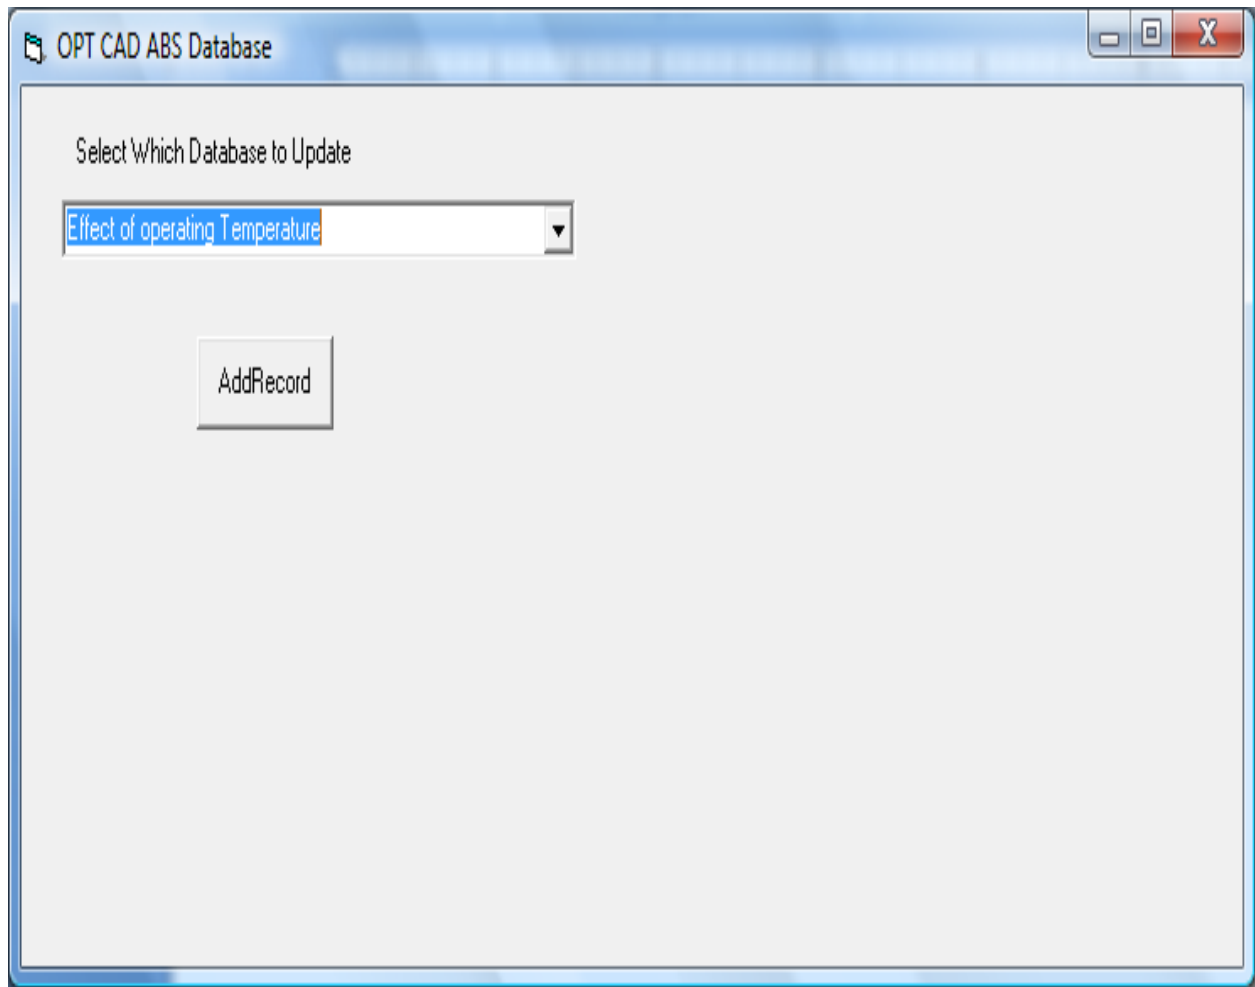 OPT CAD ABS Database
Select Which Database to Update
Effect of operating Temperature
AddRecord